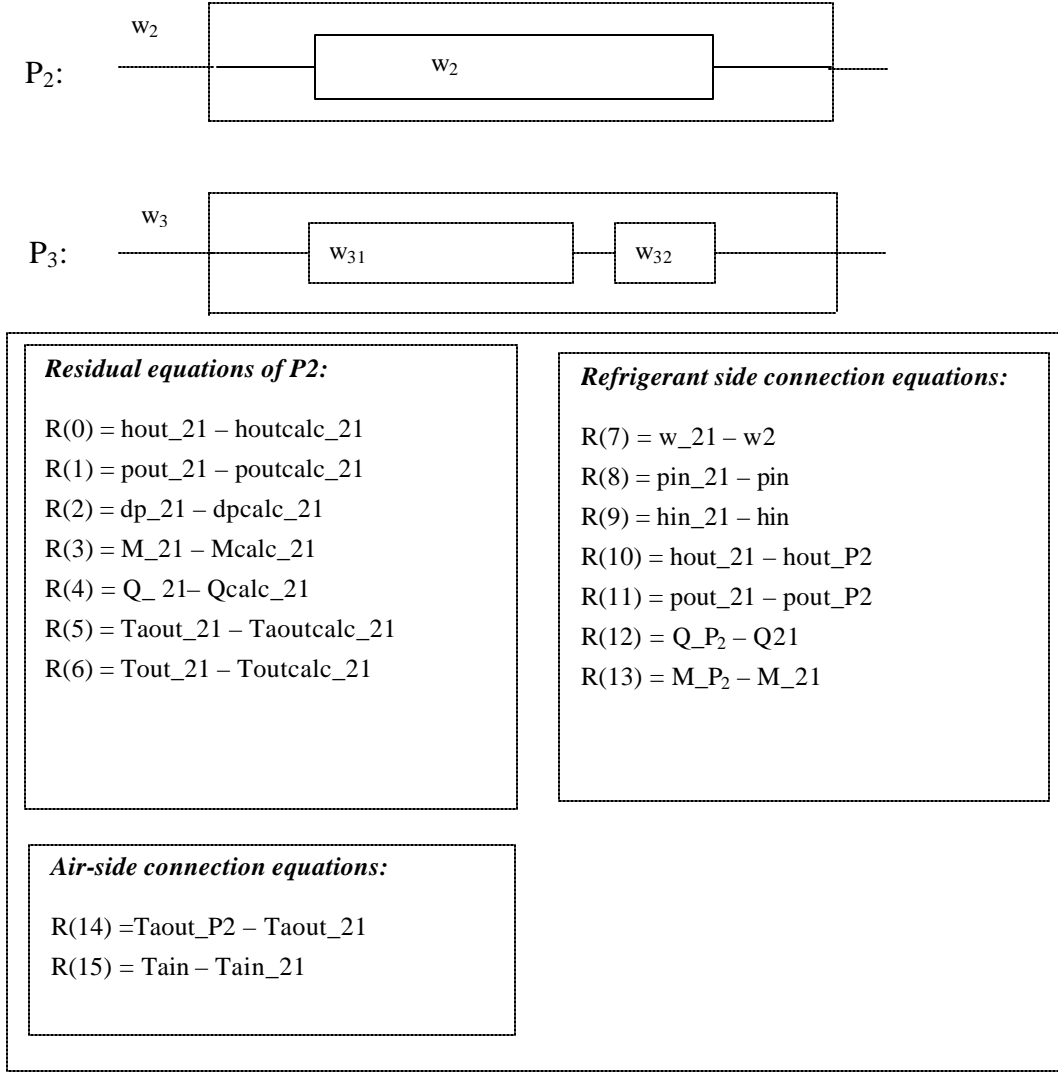 w₂
P₂:
w₂
w₃
P₃:
w₃₁
w₃₂
Residual equations of P2:
R(0) = hout_21 – houtcalc_21
R(1) = pout_21 – poutcalc_21
R(2) = dp_21 – dpcalc_21
R(3) = M_21 – Mcalc_21
R(4) = Q_ 21– Qcalc_21
R(5) = Taout_21 – Taoutcalc_21
R(6) = Tout_21 – Toutcalc_21
Refrigerant side connection equations:
R(7) = w_21 – w2
R(8) = pin_21 – pin
R(9) = hin_21 – hin
R(10) = hout_21 – hout_P2
R(11) = pout_21 – pout_P2
R(12) = Q_P₂ – Q21
R(13) = M_P₂ – M_21
Air-side connection equations:
R(14) =Taout_P2 – Taout_21
R(15) = Tain – Tain_21